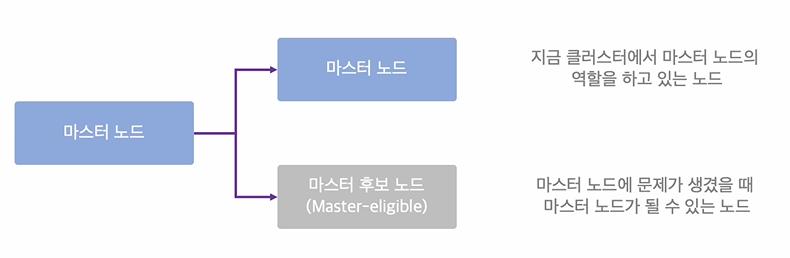 마스터 노드
마스터 노드
지금 클러스터에서 마스터 노드의
역할을 하고 있는 노드
마스터 후보 노드
(Master-eligible)
마스터 노드에 문제가 생겼을 때
마스터 노드가 될 수 있는 노드